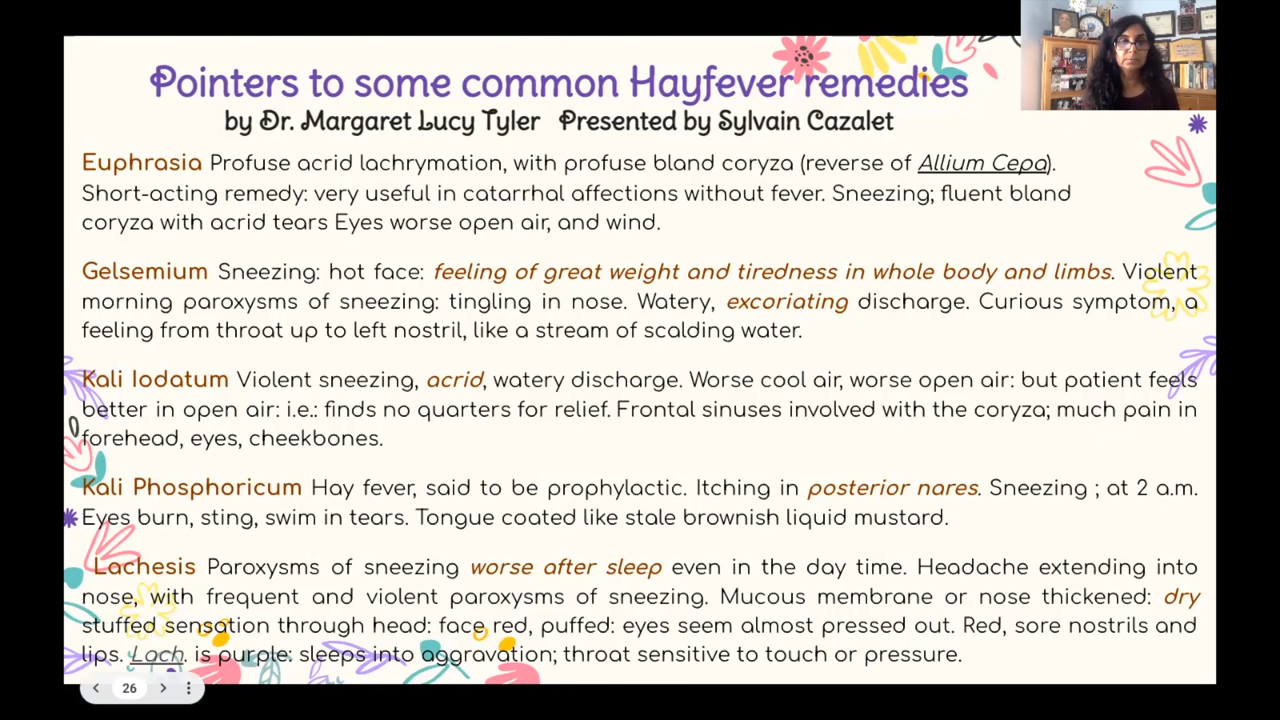 Pointers to some common Hayfever remedies
by Dr. Margaret Lucy Tyler Presented by Sylvain Cazalet
Euphrasia Profuse acrid lachrymation, with profuse bland coryza (reverse of Allium Cepa).
Short-acting remedy: very useful in catarrhal affections without fever. Sneezing; fluent bland
coryza with acrid tears Eyes worse open air, and wind.
Gelsemium Sneezing: hot face: feeling of great weight and tiredness in whole body and limbs. Violent
morning paroxysms of sneezing: tingling in nose. Watery, excoriating discharge. Curious symptom, a
feeling from throat up to left nostril, like a stream of scalding water.
Kali Iodatum Violent sneezing, acrid, watery discharge. Worse cool air, worse open air: but patient feels
better in open air: i.e.: finds no quarters for relief. Frontal sinuses involved with the coryza; much pain in
forehead, eyes, cheekbones.
Kali Phosphoricum Hay fever, said to be prophylactic. Itching in posterior nares. Sneezing ; at 2 a.m.
Eyes burn, sting, swim in tears. Tongue coated like stale brownish liquid mustard.
Lachesis Paroxysms of sneezing worse after sleep even in the day time. Headache extending into
nose, with frequent and violent paroxysms of sneezing. Mucous membrane or nose thickened: dry
stuffed sensation through head: face red, puffed: eyes seem almost pressed out. Red, sore nostrils and
lips. Lach. is purple: sleeps into aggravation; throat sensitive to touch or pressure.
26